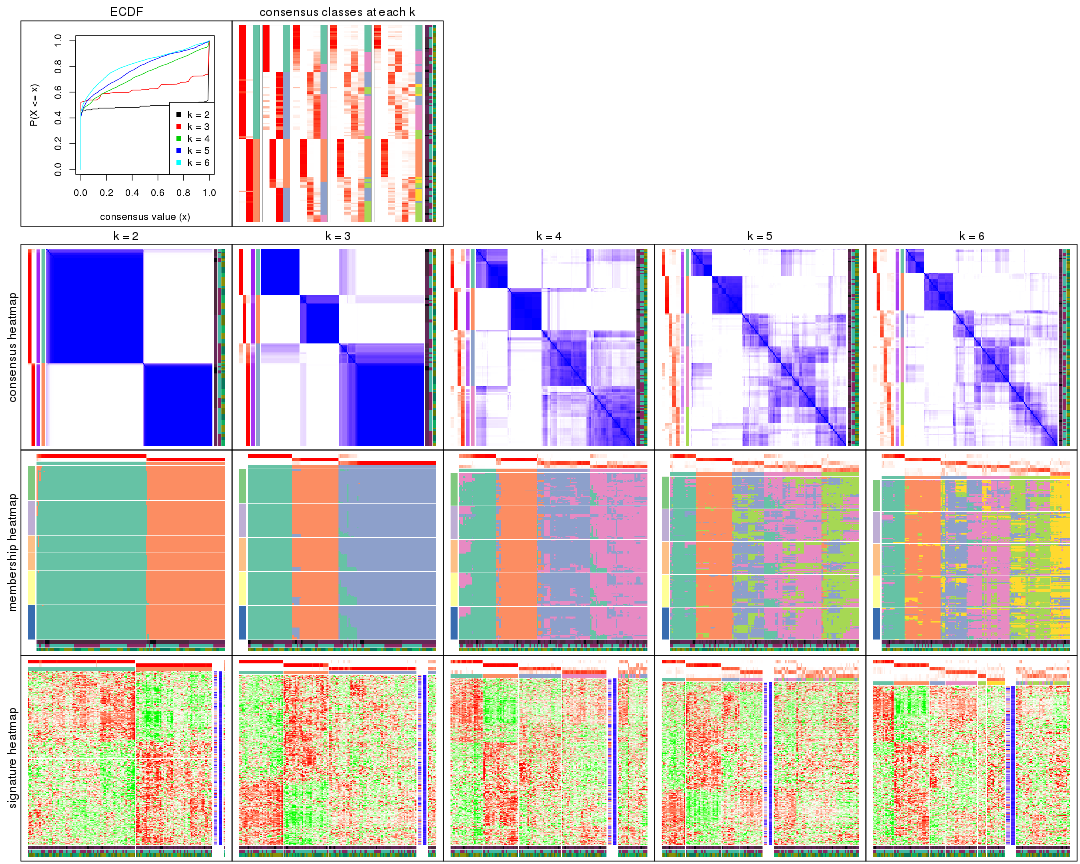 ECDF
consensus classes at each k
P(X <= x)
0.0 0.2 0.4 0.6 0.8 1.0
k = 2
k = 3
k = 4
k = 5
k = 6
0.0 0.2 0.4 0.6 0.8 1.0
consensus value (x)
k = 2 k = 3 k = 4 k = 5 k = 6
consensus heatmap
membership heatmap
signature heatmap